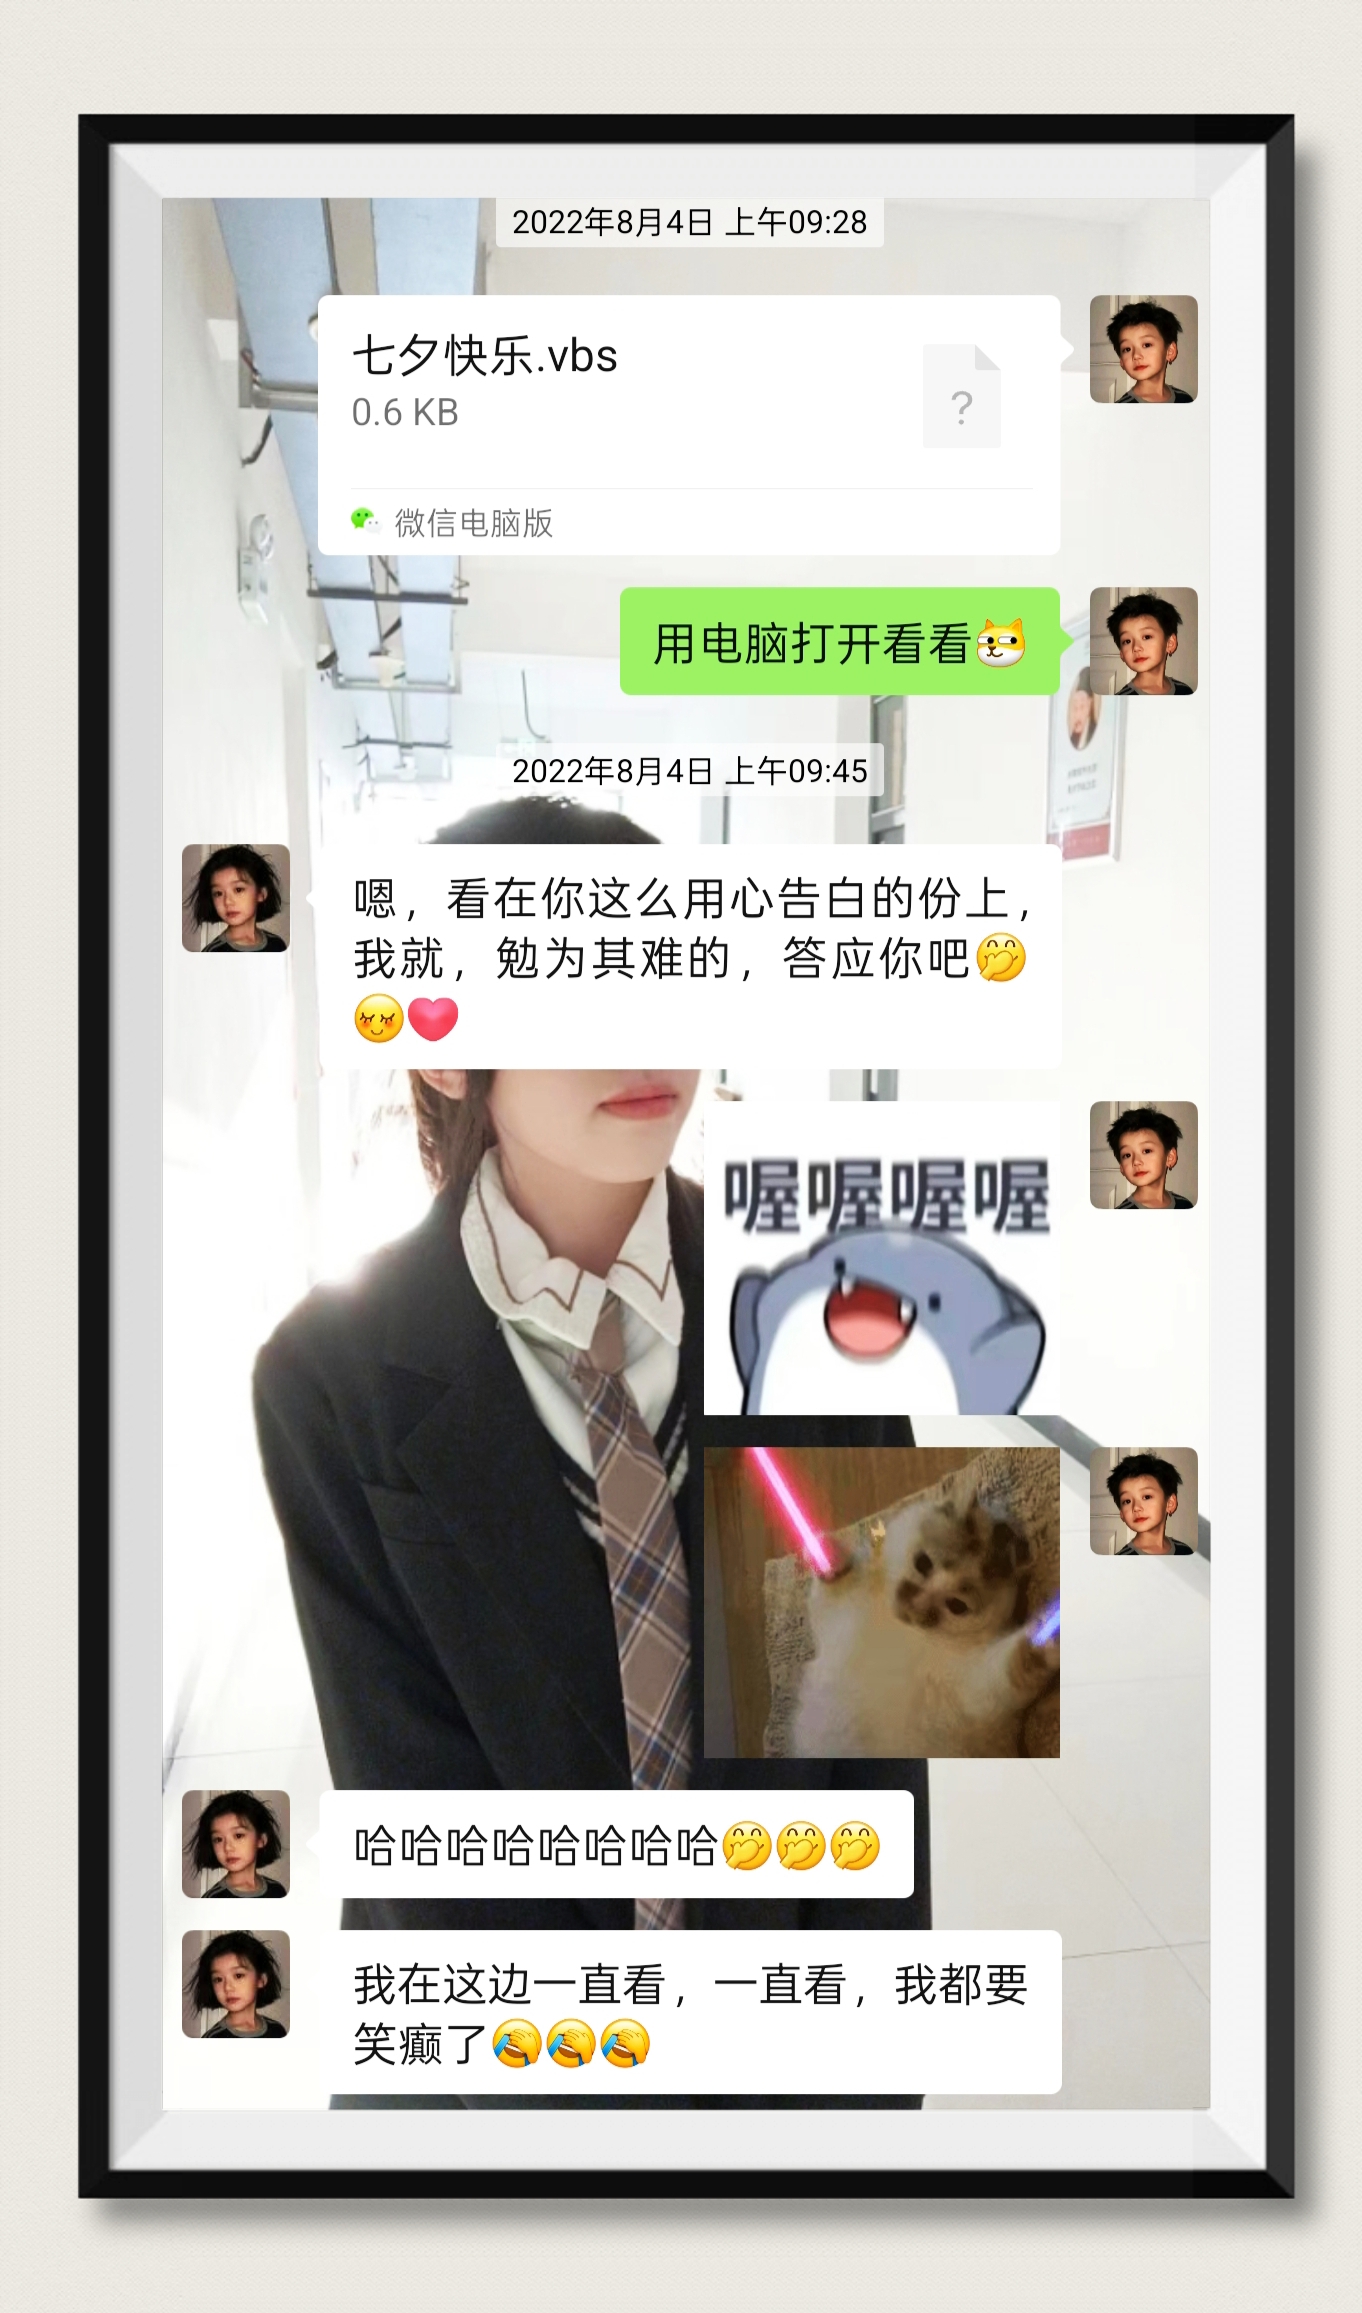 2022年8月4日 上午09:28
七夕快乐.vbs
0.6 KB
?
微信电脑版
用电脑打开看看
2022年8月4日 上午09:45
嗯，看在你这么用心告白的份上，
我就，勉为其难的，答应你吧
喔喔喔喔
哈哈哈哈哈哈哈哈
我在这边一直看，一直看，我都要
笑癫了